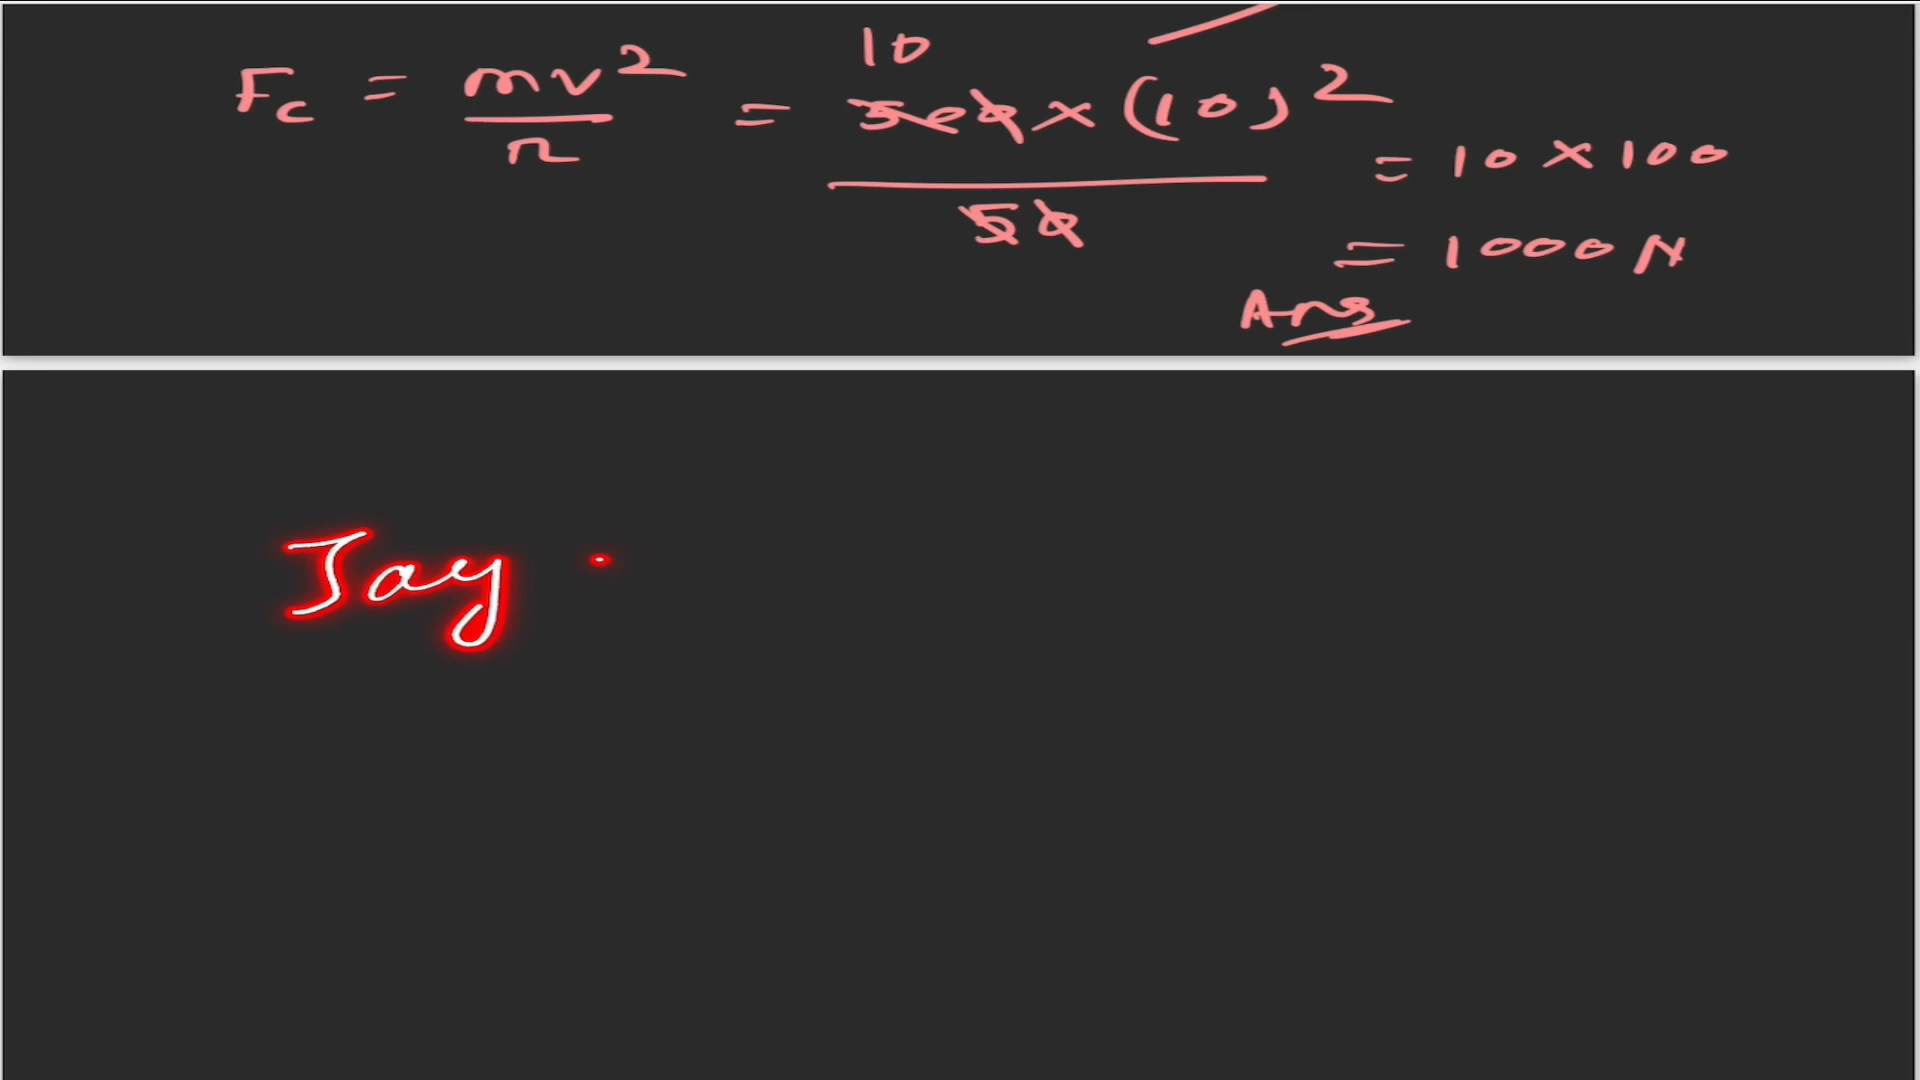 Fc = mv²/r = 10 500 × (10)²/50
= 10 × 100
= 1000 N
Ans
Jay